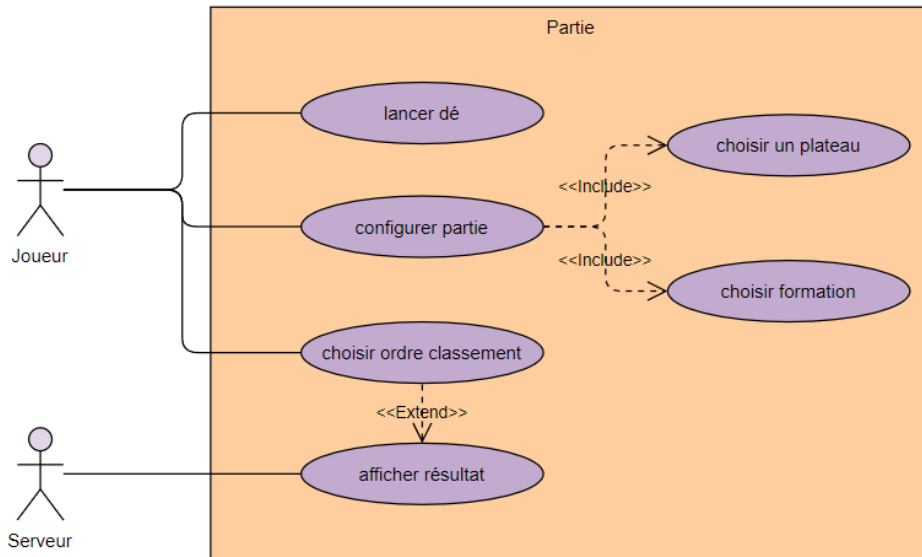 Partie
lancer dé
choisir un plateau
<<Include>>
Joueur
configurer partie
<<Include>>
choisir formation
choisir ordre classement
<<Extend>>
afficher résultat
Serveur